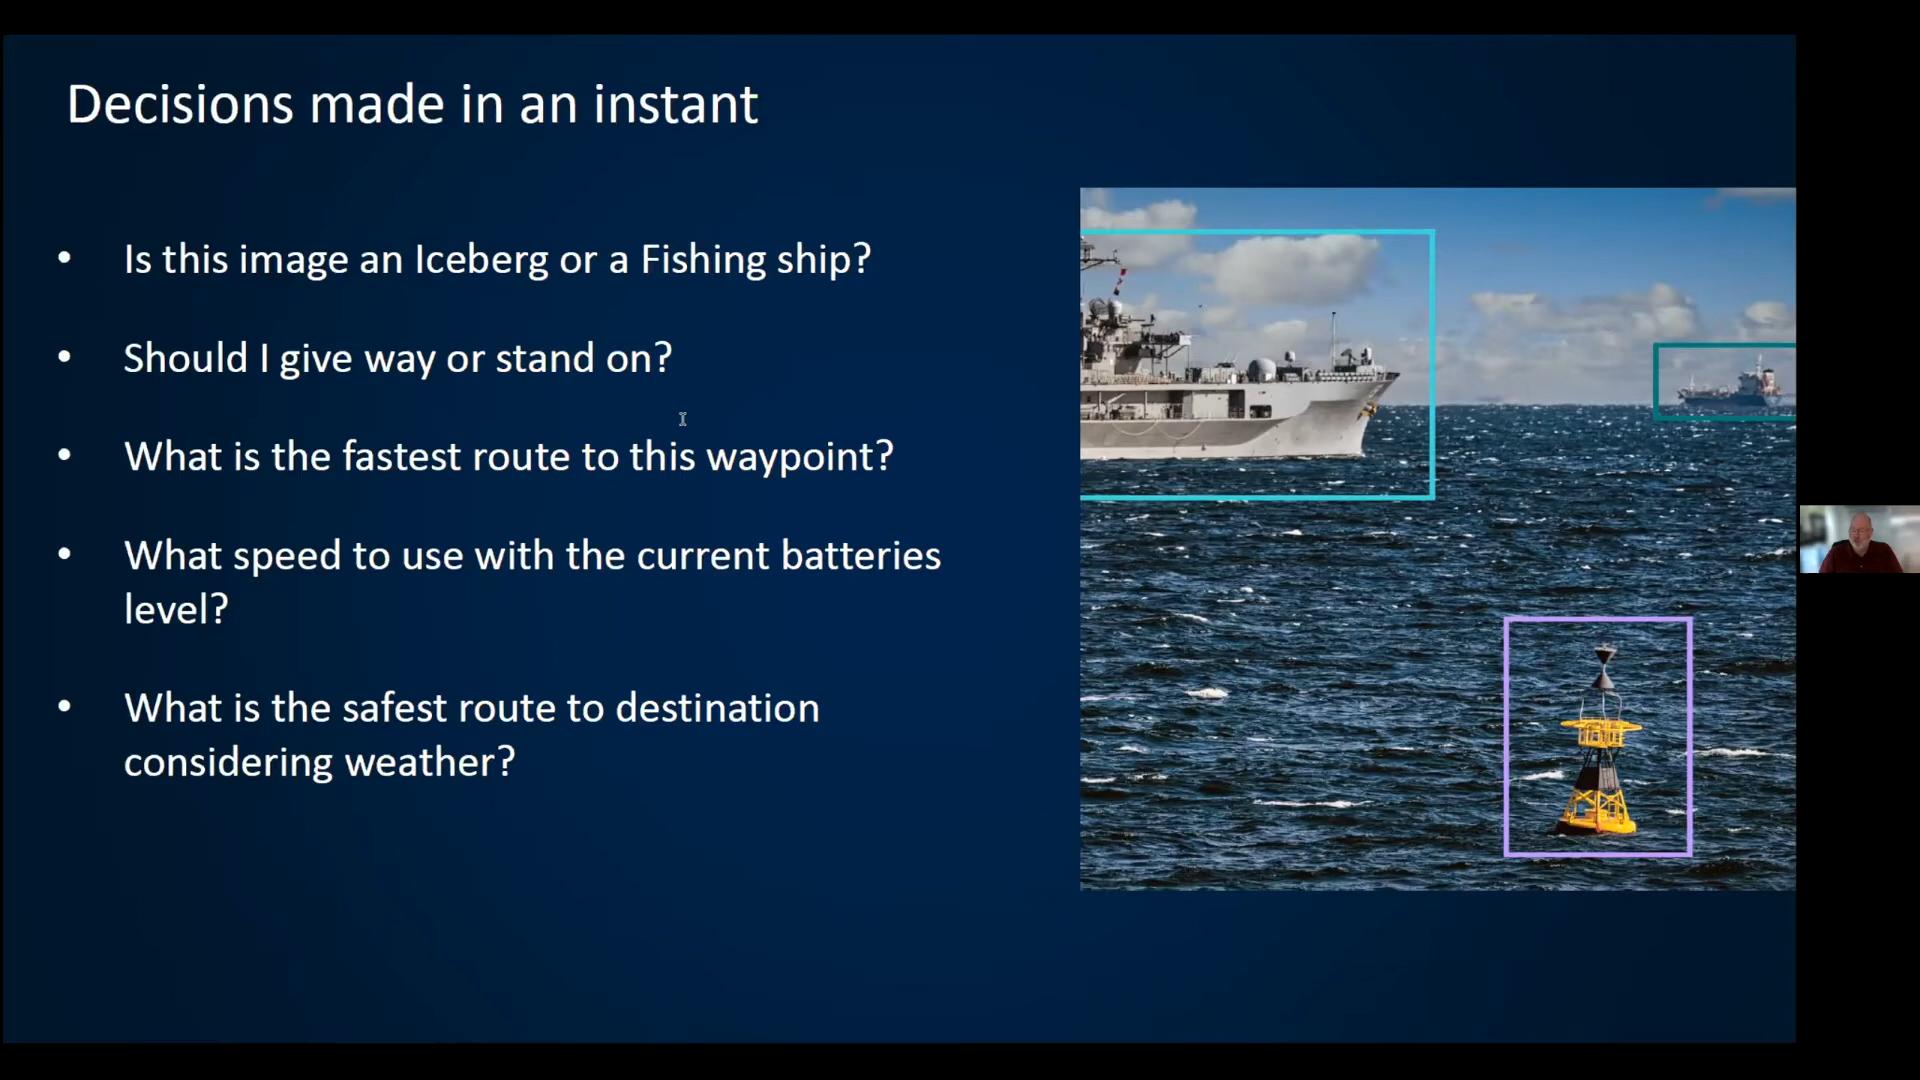 Decisions made in an instant
• Is this image an Iceberg or a Fishing ship?
• Should I give way or stand on?
• What is the fastest route to this waypoint?
• What speed to use with the current batteries
level?
• What is the safest route to destination
considering weather?